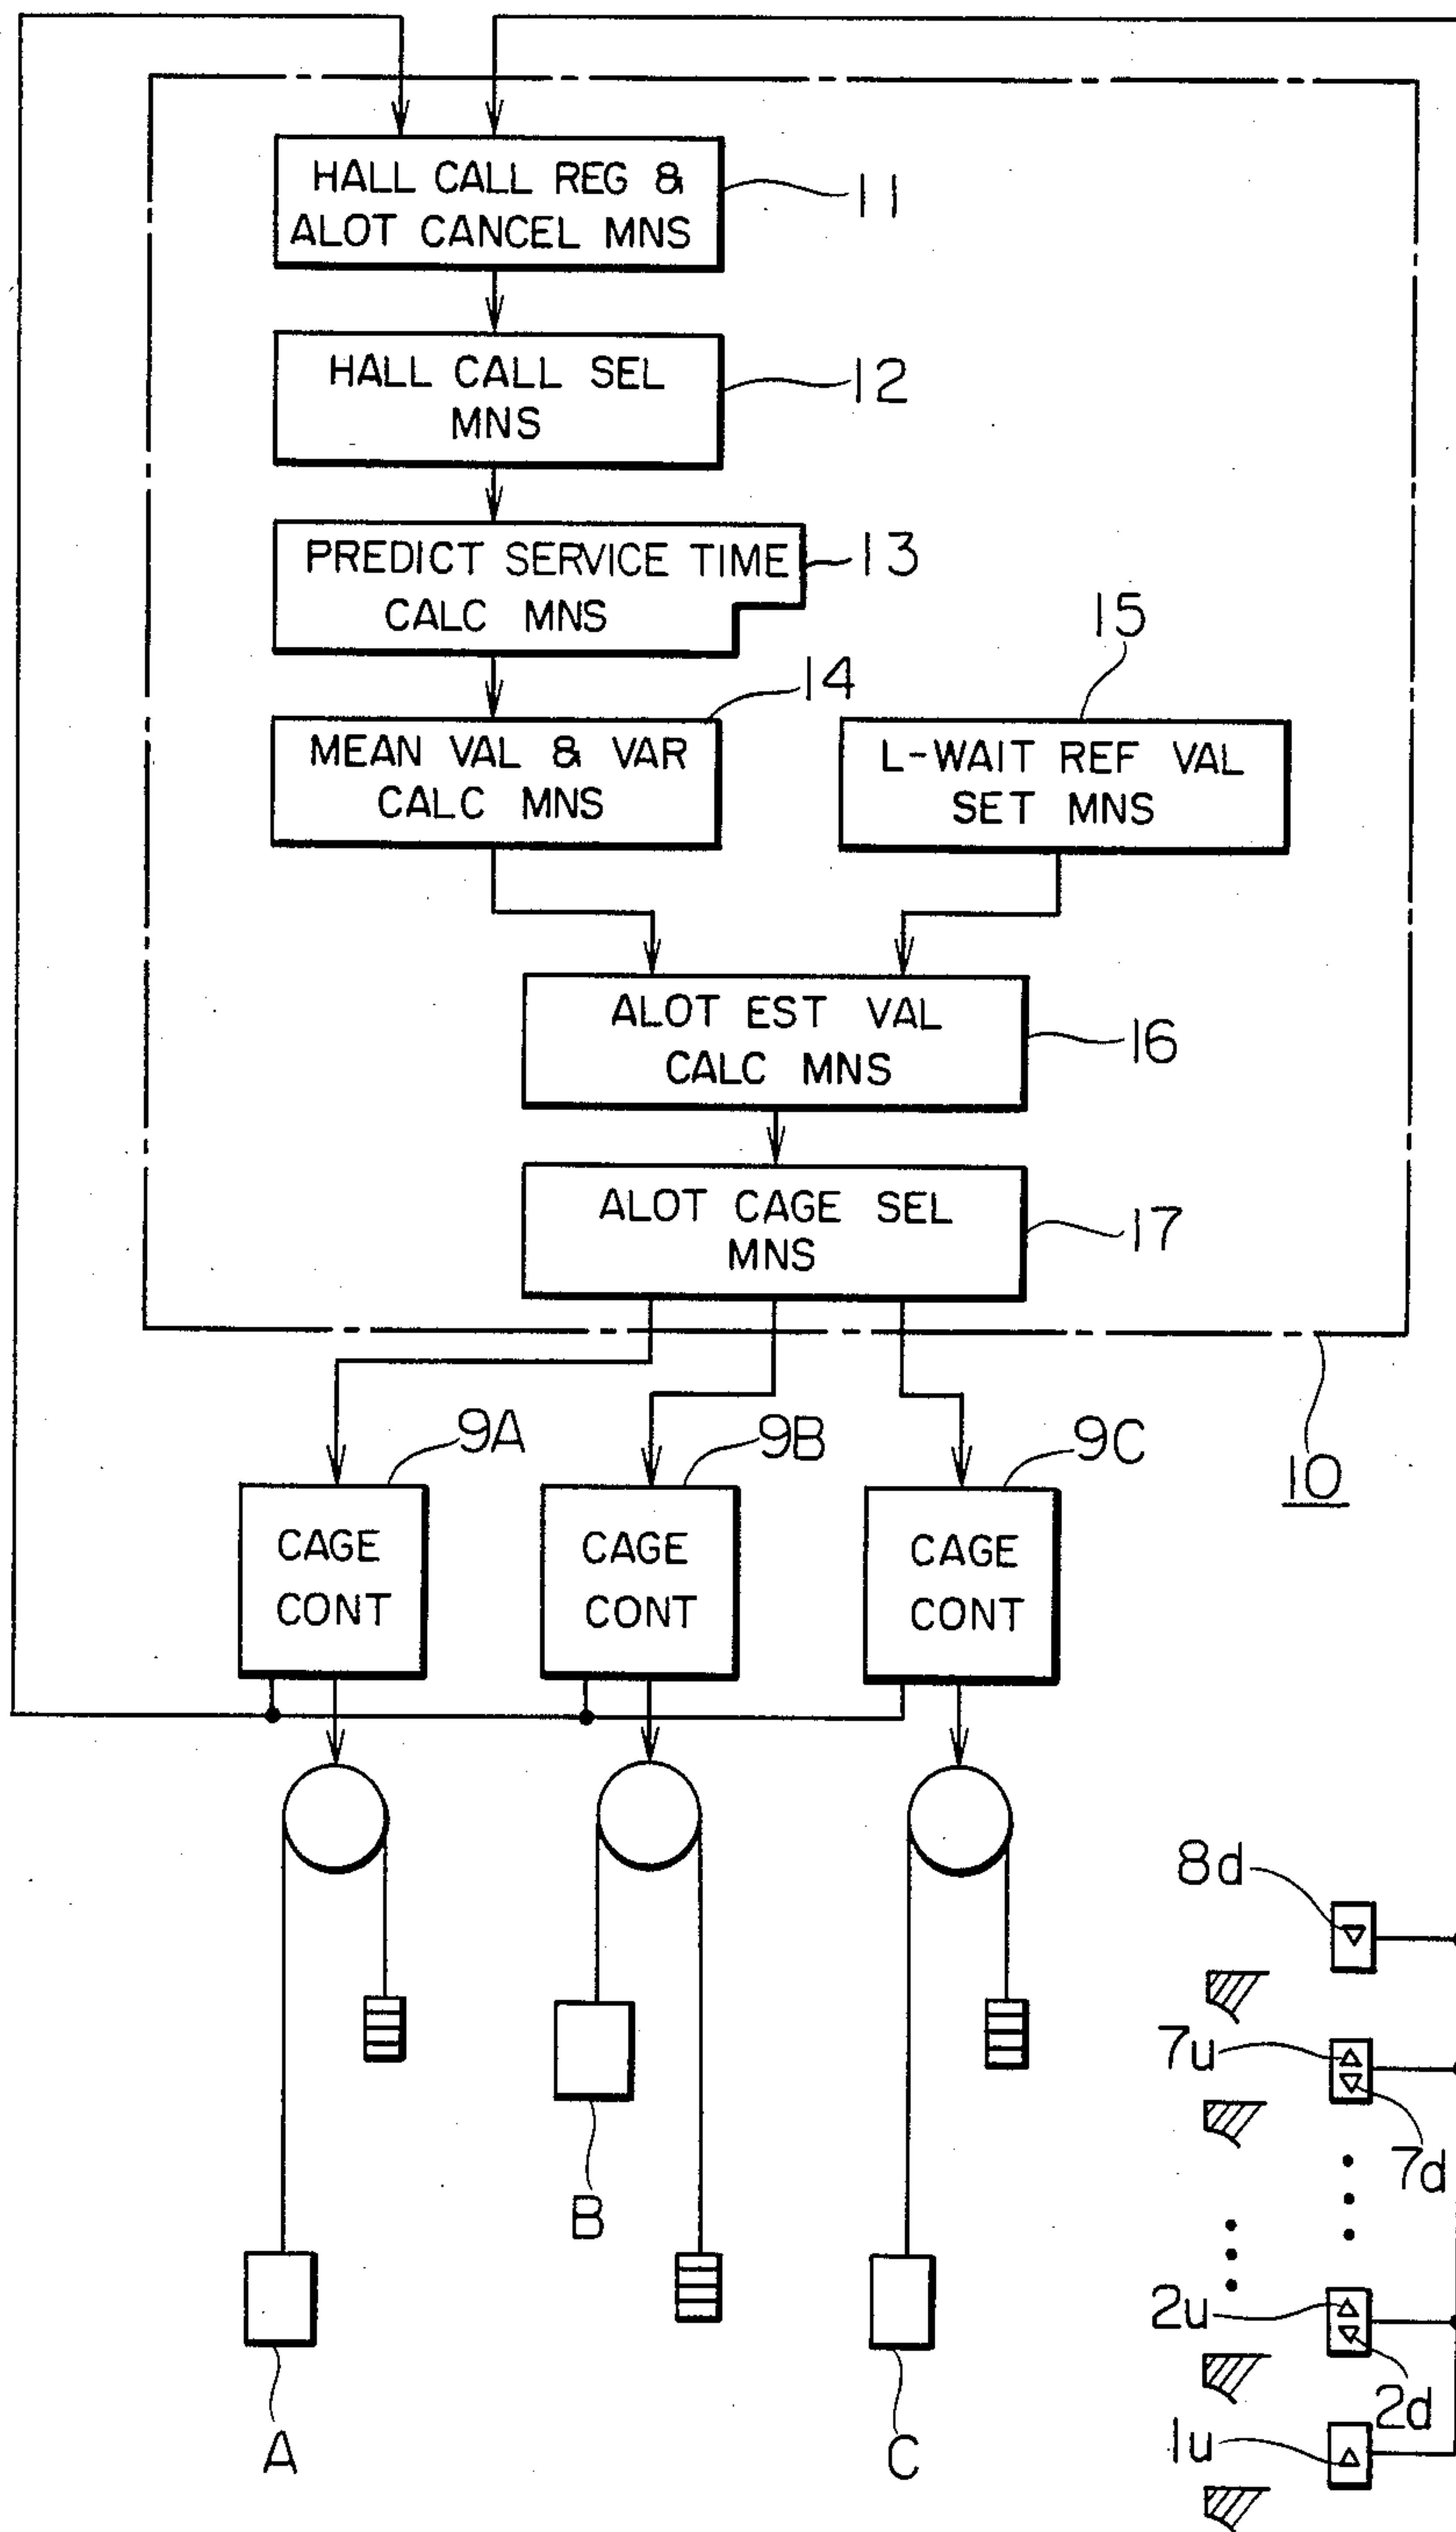 HALL CALL REG &
ALOT CANCEL MNS
11
HALL CALL SEL
MNS
12
PREDICT SERVICE TIME
CALC MNS
13
14
15
MEAN VAL & VAR
CALC MNS
L-WAIT REF VAL
SET MNS
ALOT EST VAL
CALC MNS
16
ALOT CAGE SEL
MNS
17
9A
9B
9C
10
CAGE
CONT
CAGE
CONT
CAGE
CONT
8d
7u
7d
B
2u
2d
1u
A
C